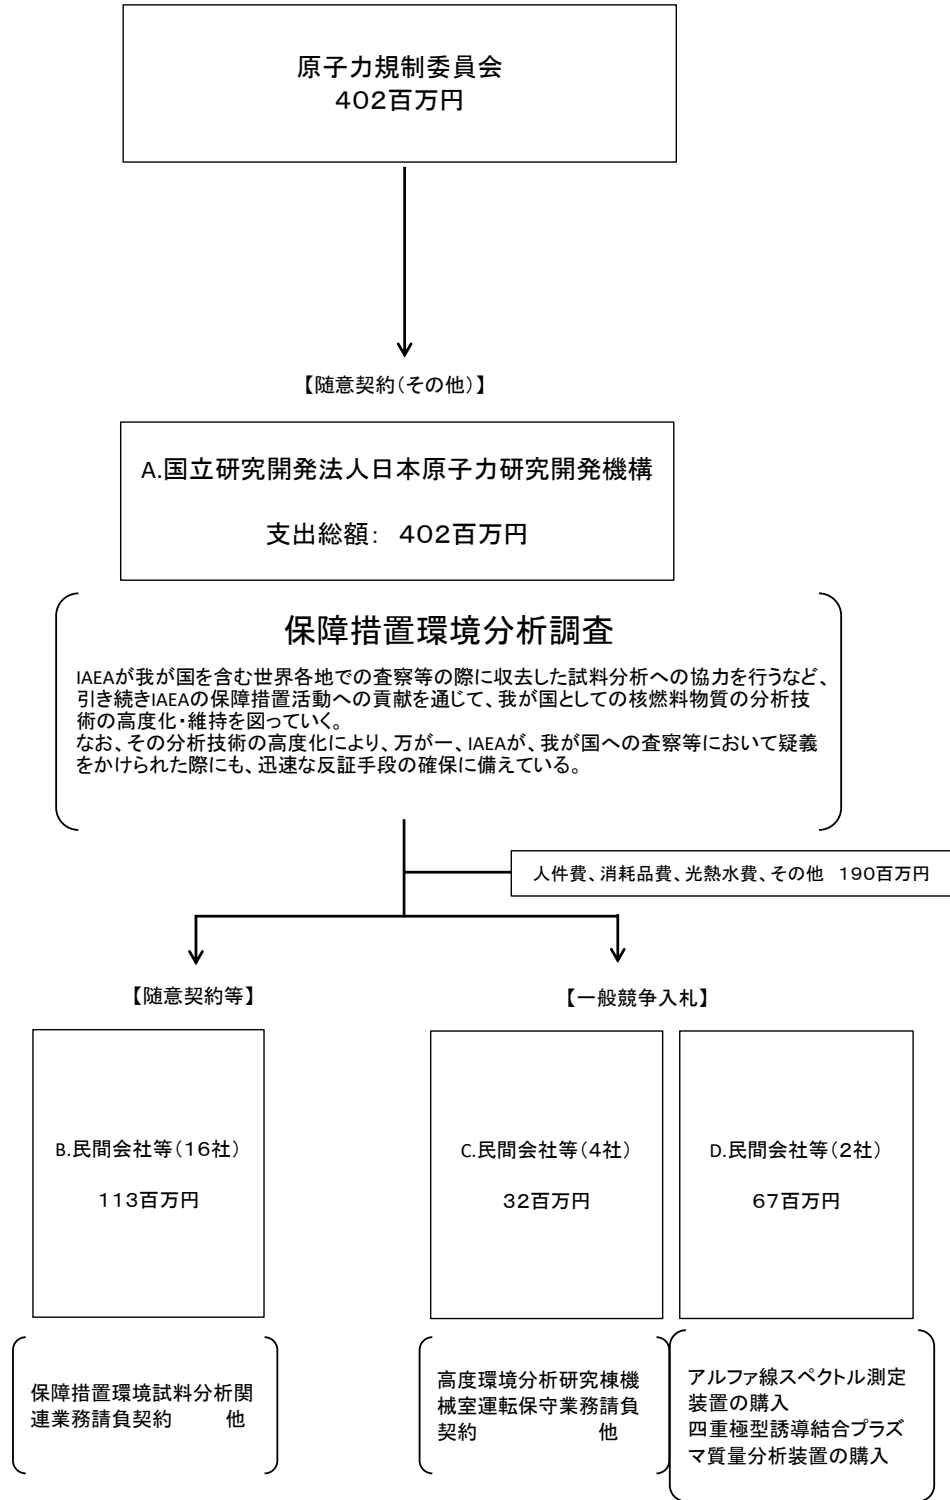 原子力規制委員会
402百万円
【随意契約(その他)】
A.国立研究開発法人日本原子力研究開発機構
支出総額: 402百万円
保障措置環境分析調査
IAEAが我が国を含む世界各地での査察等の際に収去した試料分析への協力を行うなど、
引き続きIAEAの保障措置活動への貢献を通じて、我が国としての核燃料物質の分析技
術の高度化・維持を図っていく。
なお、その分析技術の高度化により、万が一、IAEAが、我が国への査察等において疑義
をかけられた際にも、迅速な反証手段の確保に備えている。
人件費、消耗品費、光熱水費、その他 190百万円
【随意契約等】
【一般競争入札】
B.民間会社等(16社)
113百万円
C.民間会社等(4社)
32百万円
D.民間会社等(2社)
67百万円
保障措置環境試料分析関
連業務請負契約 他
高度環境分析研究棟機
械室運転保守業務請負
契約 他
アルファ線スペクトル測定
装置の購入
四重極型誘導結合プラズ
マ質量分析装置の購入